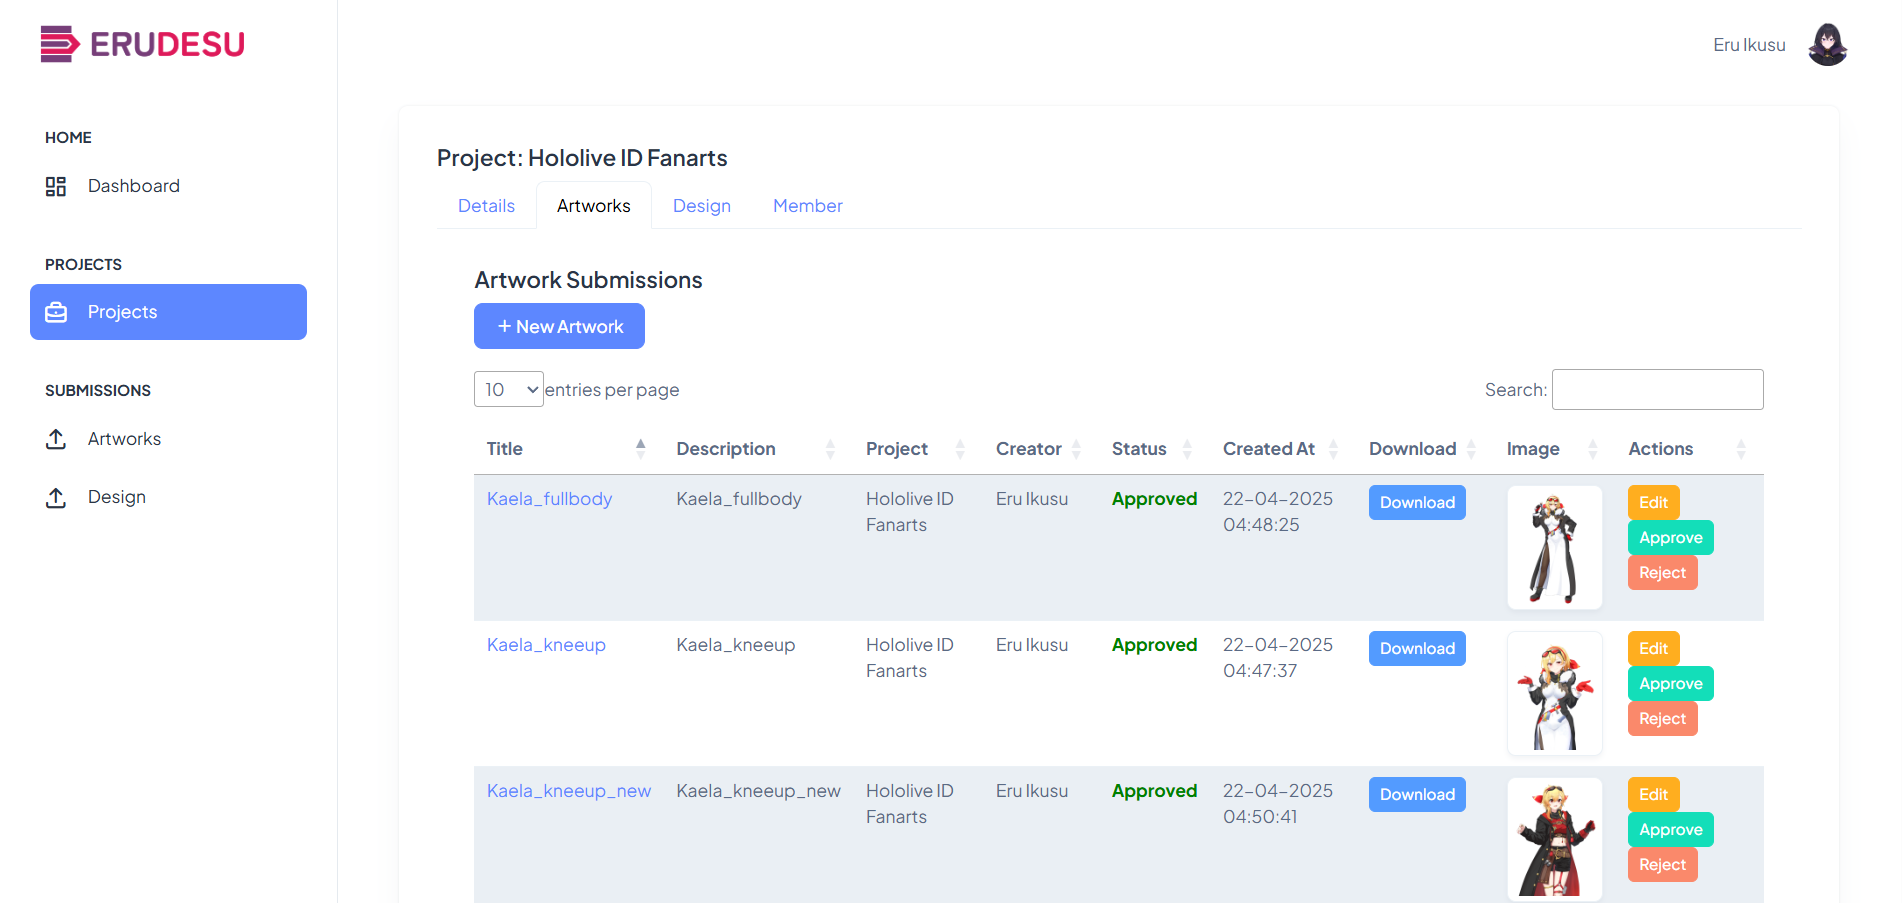 ERUDESU
Eru Ikusu
HOME
Dashboard
PROJECTS
Projects
SUBMISSIONS
Artworks
Design
Project: Hololive ID Fanarts
Details Artworks Design Member
Artwork Submissions
+ New Artwork
10 entries per page Search:
Title Description Project Creator Status Created At Download Image Actions
Kaela_fullbody Kaela_fullbody Hololive ID Eru Ikusu Approved 22-04-2025 Download Edit
Fanarts 04:48:25
Approve
Reject
Kaela_kneeup Kaela_kneeup Hololive ID Eru Ikusu Approved 22-04-2025 Download Edit
Fanarts 04:47:37
Approve
Reject
Kaela_kneeup_new Kaela_kneeup_new Hololive ID Eru Ikusu Approved 22-04-2025 Download Edit
Fanarts 04:50:41
Approve
Reject